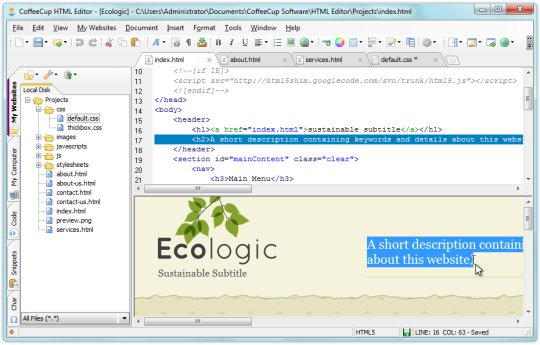 CoffeeCup HTML Editor - [Ecologic] - C:\Users\Administrator\Documents\CoffeeCup Software\HTML Editor\Projects\index.html
File Edit View My Websites Document Insert Format Tools Window Help
index.html about.html services.html default.css *
Local Disk
Projects
css
default.css
thickbox.css
images
javascripts
js
stylesheets
about.html
about-us.html
contact.html
contact-us.html
index.html
preview.png
services.html
All Files (*.*)
My Websites
My Computer
Code
Snippets
Char
10 <!--[if IE]>
11 <script src="http://html5shim.googlecode.com/svn/trunk/html5.js"></script>
12 <![endif]-->
13 </head>
14 <body>
15 <header>
16 <h1><a href="index.html">sustainable subtitle</a></h1>
17 <h2>A short description containing keywords and details about this webs
18 </header>
19 <section id="mainContent" class="clear">
20 <nav>
21 <h3>Main Menu</h3>
Ecologic
Sustainable Subtitle
A short description contain
about this website.
HTML5 LINE: 16 COL: 63 - Saved